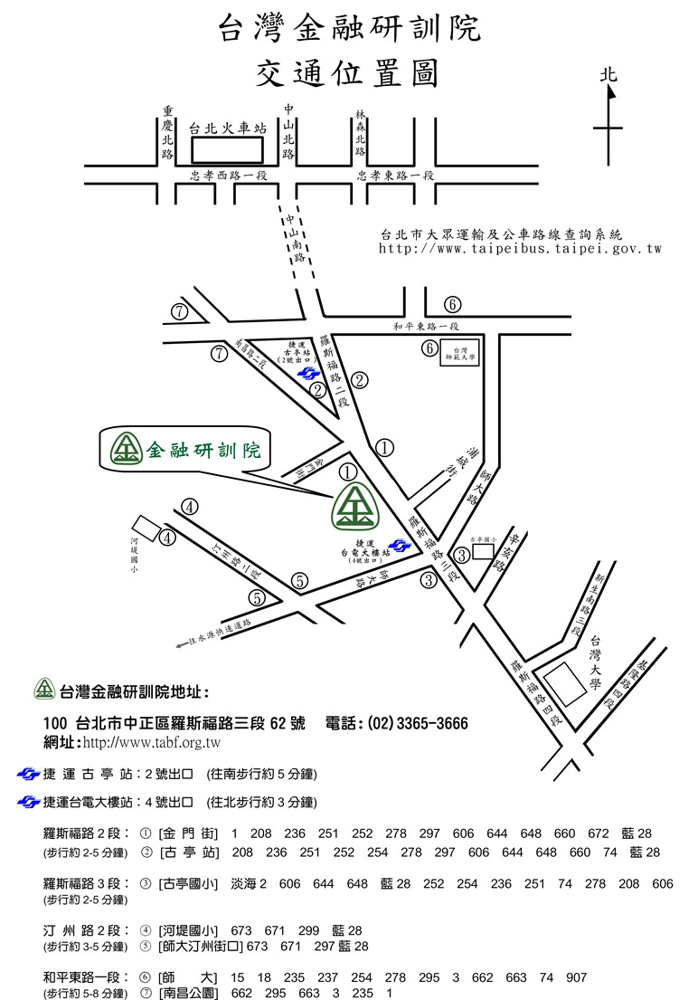 台灣金融研訓院
交通位置圖
北
重慶北路
台北火車站
中山北路
林森北路
忠孝西路一段
忠孝東路一段
中山南路
台北市大眾運輸及公車路線查詢系統
http://www.taipeibus.taipei.gov.tw
⑦
⑥
和平東路一段
⑦
南昌路二段
捷運
古亭站
(2號出口)
羅斯福路二段
⑥
台灣
師範大學
②
②
金融研訓院
①
金門街
①
浦城街
師大路
④
④
河堤國小
汀州路二段
捷運
台電大樓站
(4號出口)
羅斯福路三段
③
古亭國小
辛亥路
⑤
⑤
師大路
③
往水源快速道路
新生南路三段
台灣大學
羅斯福路四段
基隆路四段
台灣金融研訓院地址:
100 台北市中正區羅斯福路三段 62 號 電話:(02)3365-3666
網址:http://www.tabf.org.tw
捷 運 古 亭 站:2 號出口 (往南步行約 5 分鐘)
捷運台電大樓站:4 號出口 (往北步行約 3 分鐘)
羅斯福路 2 段: ① [金 門 街] 1 208 236 251 252 278 297 606 644 648 660 672 藍 28
(步行約 2-5 分鐘) ② [古 亭 站] 208 236 251 252 254 278 297 606 644 648 660 74 藍 28
羅斯福路 3 段: ③ [古亭國小] 淡海 2 606 644 648 藍 28 252 254 236 251 74 278 208 606
(步行約 2-5 分鐘)
汀 州 路 2 段: ④ [河堤國小] 673 671 299 藍 28
(步行約 3-5 分鐘) ⑤ [師大汀州街口] 673 671 297 藍 28
和平東路一段: ⑥ [師 大] 15 18 235 237 254 278 295 3 662 663 74 907
(步行約 5-8 分鐘) ⑦ [南昌公園] 662 295 663 3 235 1